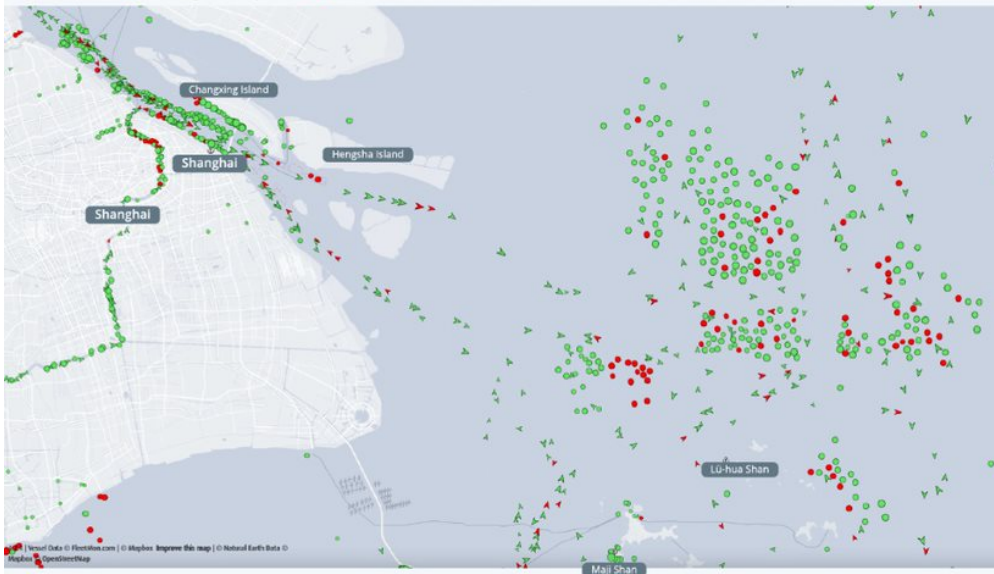 Changxing Island
Shanghai
Hengsha Island
Shanghai
Lü-hua Shan
Maji Shan
| Vessel Data © FleetMon.com | © Mapbox Improve this map | © Natural Earth Data ©
Mapbox © OpenStreetMap